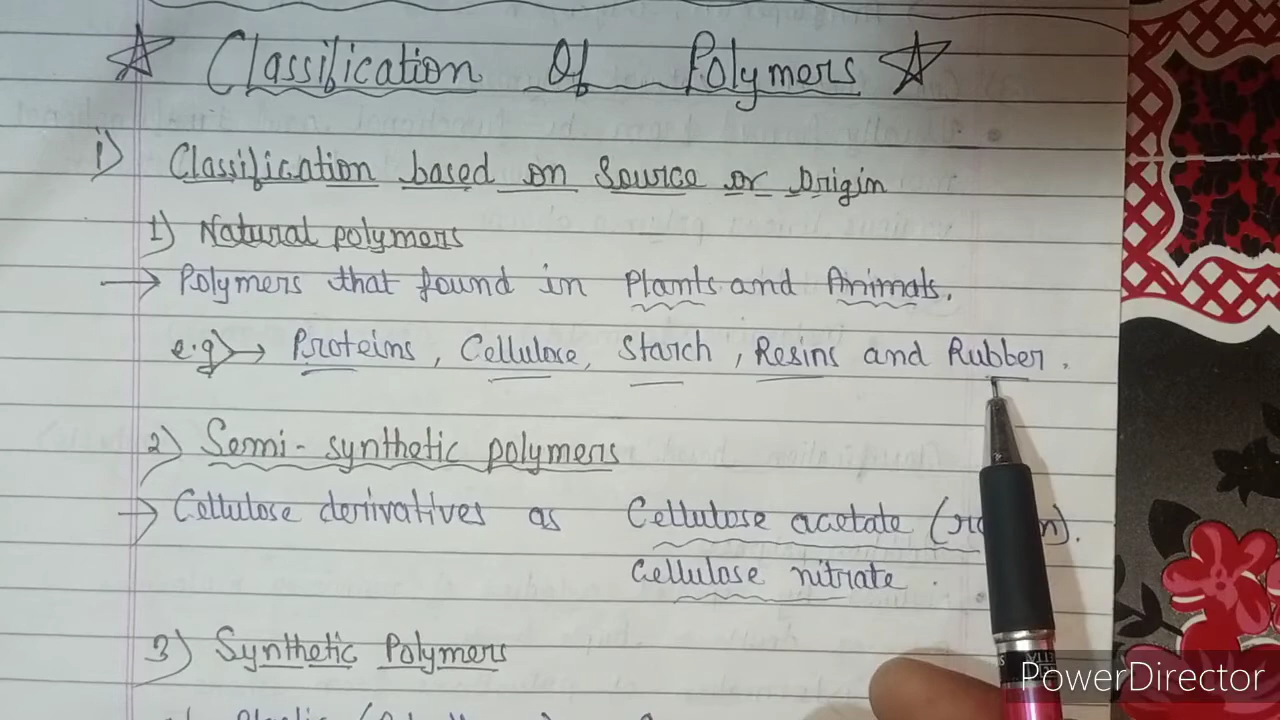 ☆ Classification Of Polymers ☆
i) Classification based on Source or Origin
1) Natural polymers
→ Polymers that found in Plants and Animals.
e.g → Proteins, Cellulose, Starch, Resins and Rubber.
2) Semi-synthetic polymers
→ Cellulose derivatives as Cellulose acetate
Cellulose nitrate.
3) Synthetic Polymers
PowerDirector